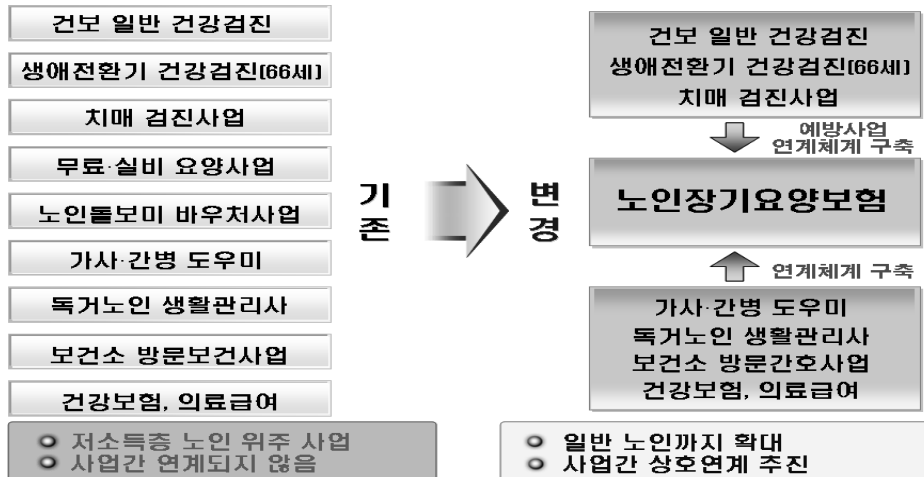 건보 일반 건강검진
생애전환기 건강검진(66세)
치매 검진사업
무료·실비 요양사업
노인돌보미 바우처사업
가사·간병 도우미
독거노인 생활관리사
보건소 방문보건사업
건강보험, 의료급여
저소득층 노인 위주 사업
사업간 연계되지 않음
기존
변경
건보 일반 건강검진
생애전환기 건강검진(66세)
치매 검진사업
예방사업
연계체계 구축
노인장기요양보험
연계체계 구축
가사·간병 도우미
독거노인 생활관리사
보건소 방문간호사업
건강보험, 의료급여
일반 노인까지 확대
사업간 상호연계 추진